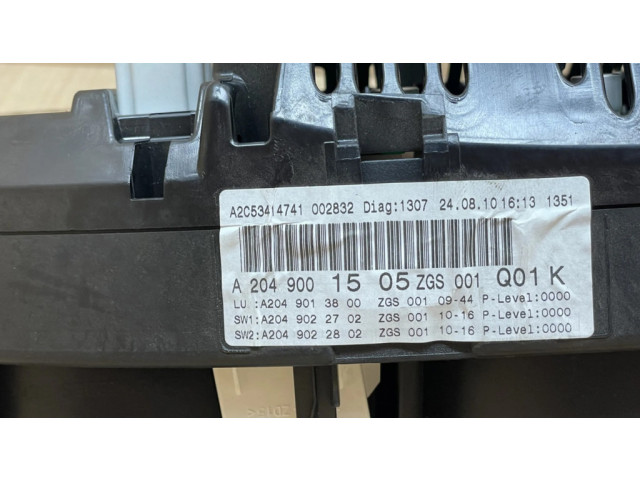 A2C53414741 002832 Diag:1307 24.08.10 16:13 1351
A 204 900 15 05 ZGS 001 Q01 K
LU :A204 901 38 00 ZGS 001 09-44 P-Level:0000
SW1:A204 902 27 02 ZGS 001 10-16 P-Level:0000
SW2:A204 902 28 02 ZGS 001 10-16 P-Level:0000